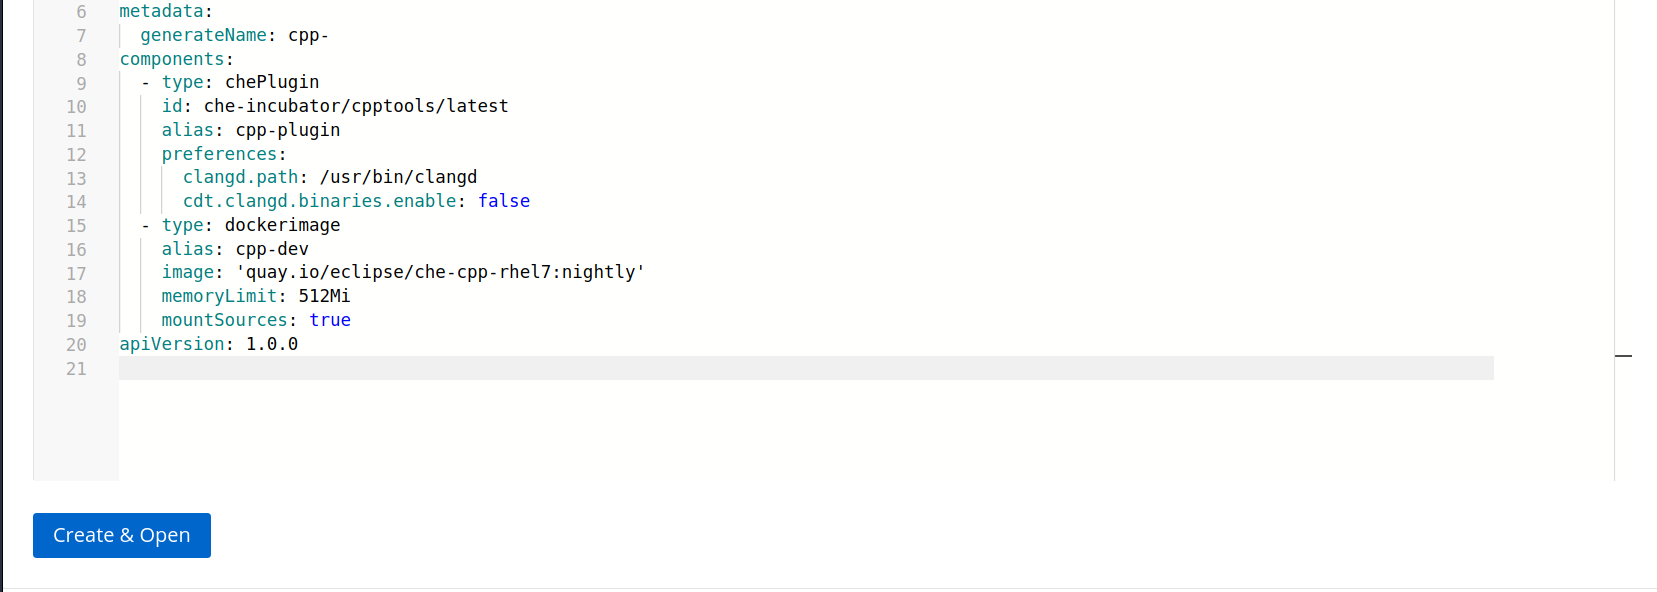 6 metadata:
7   generateName: cpp-
8 components:
9   - type: chePlugin
10     id: che-incubator/cpptools/latest
11     alias: cpp-plugin
12     preferences:
13       clangd.path: /usr/bin/clangd
14       cdt.clangd.binaries.enable: false
15   - type: dockerimage
16     alias: cpp-dev
17     image: 'quay.io/eclipse/che-cpp-rhel7:nightly'
18     memoryLimit: 512Mi
19     mountSources: true
20 apiVersion: 1.0.0
21
Create & Open